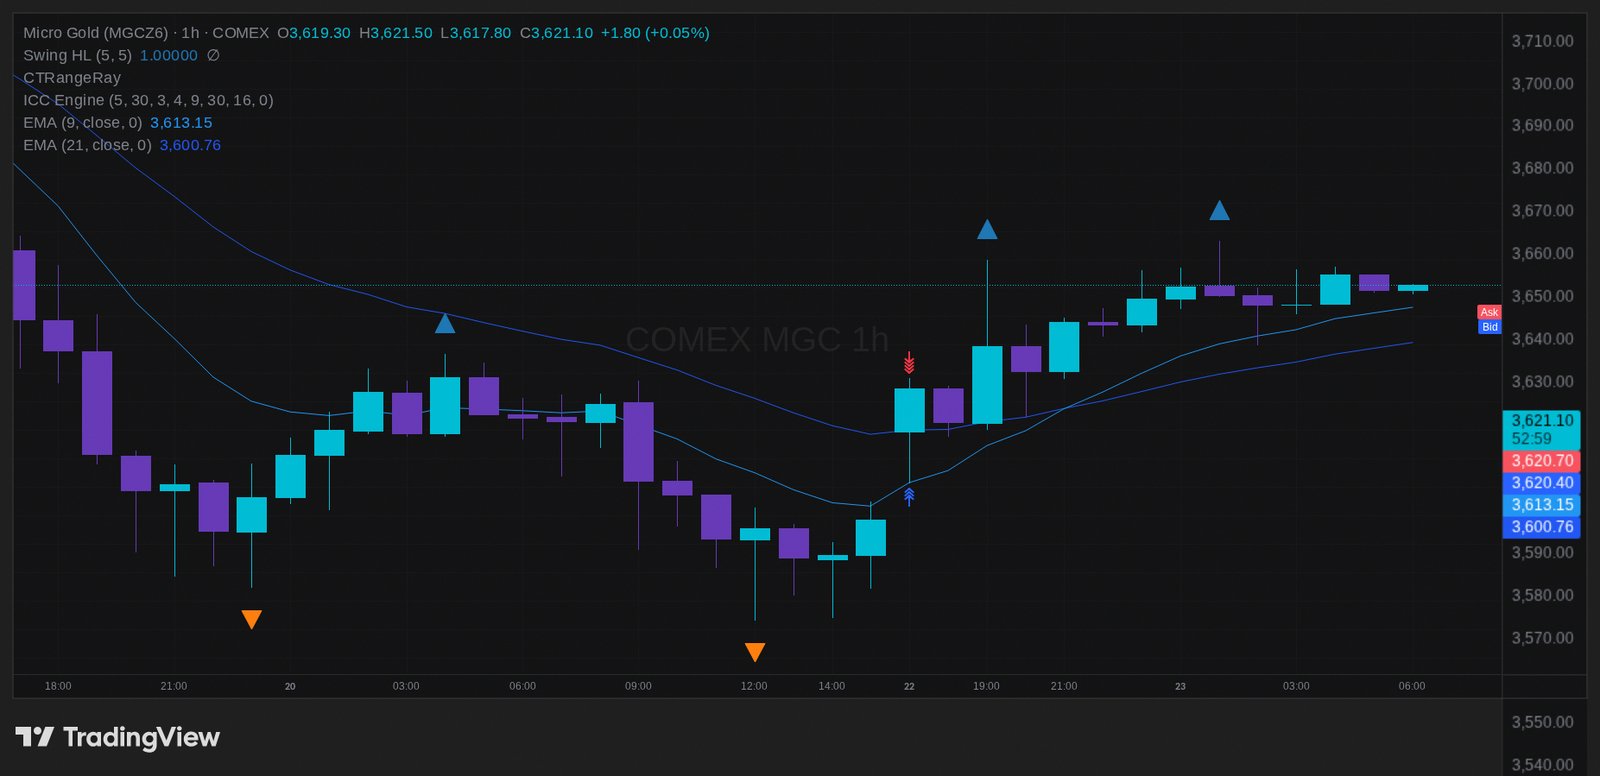 Micro Gold (MGCZ6) · 1h · COMEX O3,619.30 H3,621.50 L3,617.80 C3,621.10 +1.80 (+0.05%)
Swing HL (5, 5) 1.00000 ∅
CTRangeRay
ICC Engine (5, 30, 3, 4, 9, 30, 16, 0)
EMA (9, close, 0) 3,613.15
EMA (21, close, 0) 3,600.76
COMEX MGC 1h
3,710.00
3,700.00
3,690.00
3,680.00
3,670.00
3,660.00
3,650.00
Ask
Bid
3,640.00
3,630.00
3,621.10
52:59
3,620.70
3,620.40
3,613.15
3,600.76
3,590.00
3,580.00
3,570.00
3,550.00
3,540.00
18:00 21:00 20 03:00 06:00 09:00 12:00 14:00 22 19:00 21:00 23 03:00 06:00
TradingView